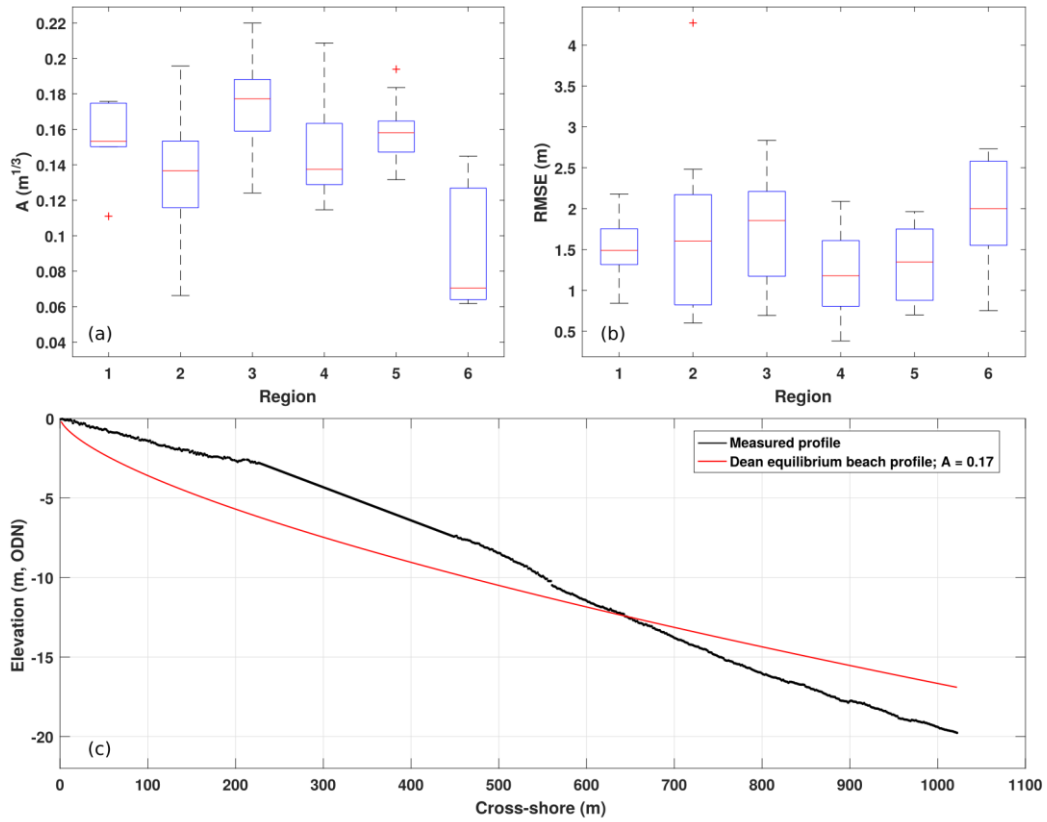 0.22
0.2
0.18
0.16
0.14
0.12
0.1
0.08
0.06
0.04
A (m1/3)
(a)
1 2 3 4 5 6
Region
4
3.5
3
2.5
2
1.5
1
0.5
RMSE (m)
(b)
1 2 3 4 5 6
Region
0
-5
-10
-15
-20
Elevation (m, ODN)
Measured profile
Dean equilibrium beach profile; A = 0.17
(c)
0 100 200 300 400 500 600 700 800 900 1000 1100
Cross-shore (m)